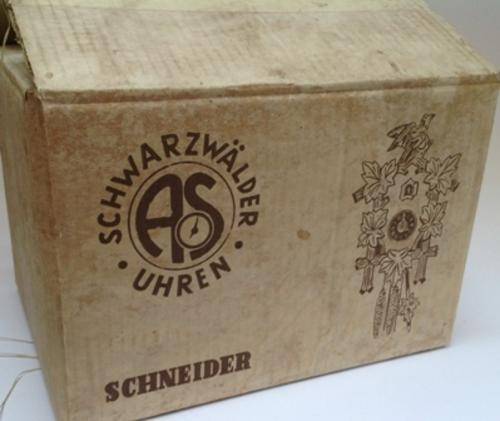 SCHWARZWÄLDER
AS
• UHREN •
SCHNEIDER